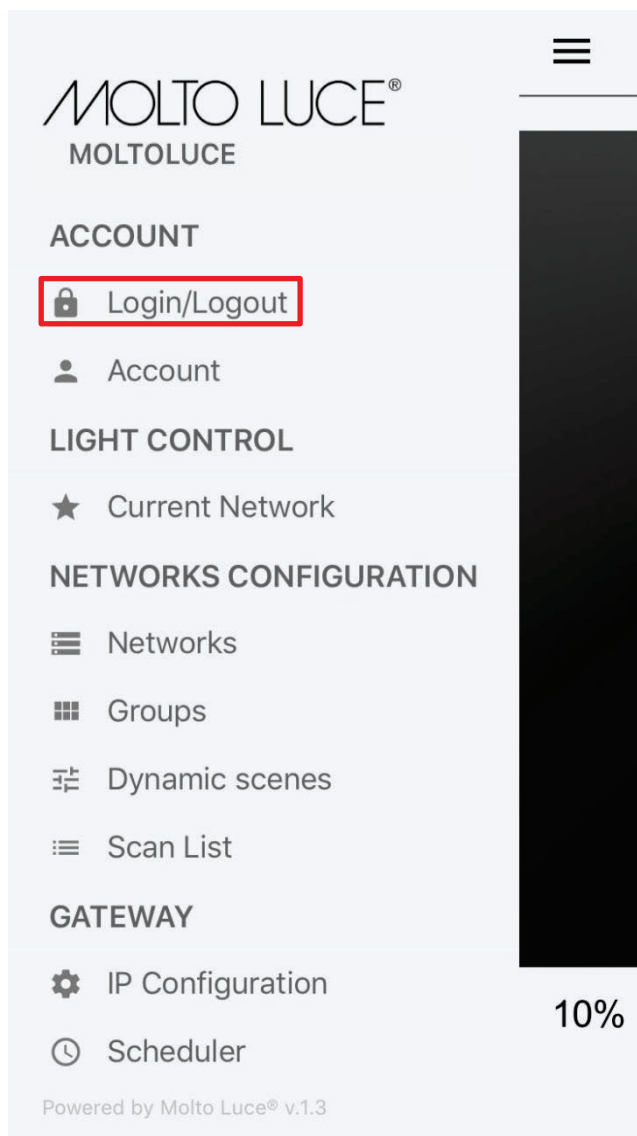 MOLTO LUCE®
MOLTOLUCE
ACCOUNT
Login/Logout
Account
LIGHT CONTROL
Current Network
NETWORKS CONFIGURATION
Networks
Groups
Dynamic scenes
Scan List
GATEWAY
IP Configuration
10%
Scheduler
Powered by Molto Luce® v.1.3